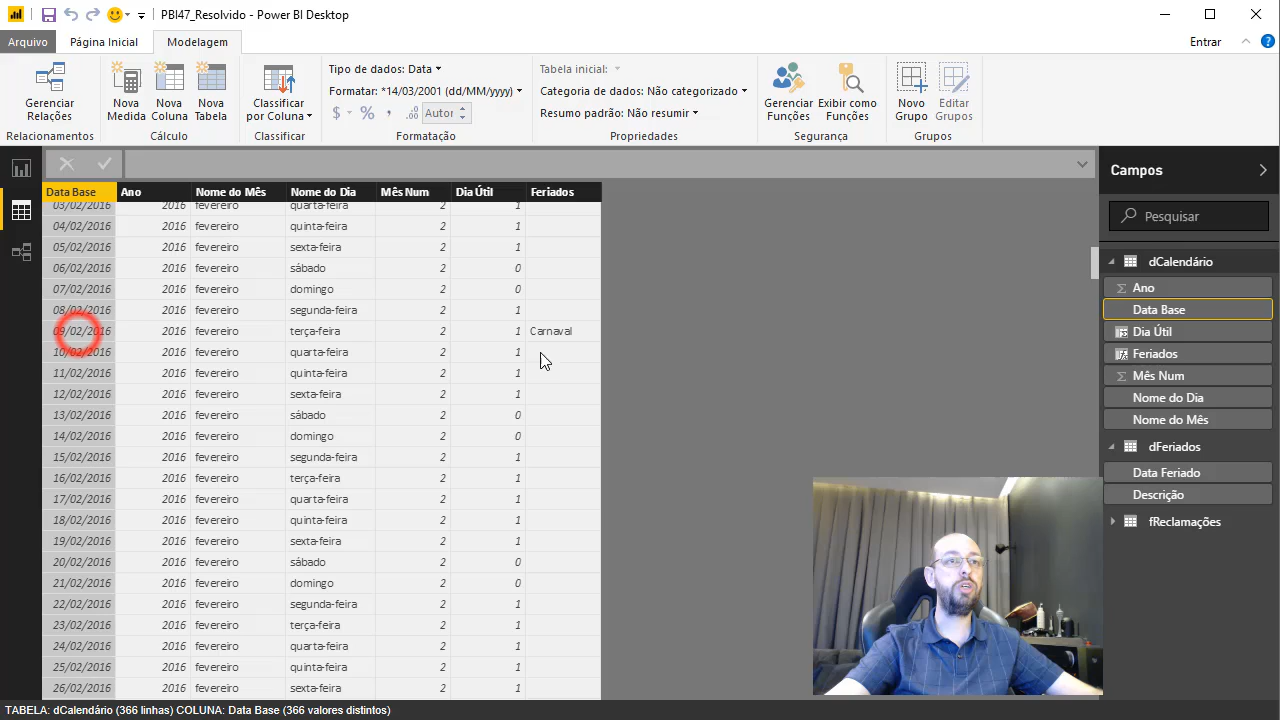 PBI47_Resolvido - Power BI Desktop
Arquivo Página Inicial Modelagem Entrar
Gerenciar Relações
Nova Medida
Nova Coluna
Nova Tabela
Classificar por Coluna
Tipo de dados: Data
Formatar: *14/03/2001 (dd/MM/yyyy)
$ % , .00 Autor
Tabela inicial:
Categoria de dados: Não categorizado
Resumo padrão: Não resumir
Gerenciar Funções
Exibir como Funções
Novo Grupo
Editar Grupos
Relacionamentos Cálculo Classificar Formatação Propriedades Segurança Grupos
Data Base Ano Nome do Mês Nome do Dia Mês Num Dia Útil Feriados
03/02/2016 2016 fevereiro quarta-feira 2 1
04/02/2016 2016 fevereiro quinta-feira 2 1
05/02/2016 2016 fevereiro sexta-feira 2 1
06/02/2016 2016 fevereiro sábado 2 0
07/02/2016 2016 fevereiro domingo 2 0
08/02/2016 2016 fevereiro segunda-feira 2 1
09/02/2016 2016 fevereiro terça-feira 2 1 Carnaval
10/02/2016 2016 fevereiro quarta-feira 2 1
11/02/2016 2016 fevereiro quinta-feira 2 1
12/02/2016 2016 fevereiro sexta-feira 2 1
13/02/2016 2016 fevereiro sábado 2 0
14/02/2016 2016 fevereiro domingo 2 0
15/02/2016 2016 fevereiro segunda-feira 2 1
16/02/2016 2016 fevereiro terça-feira 2 1
17/02/2016 2016 fevereiro quarta-feira 2 1
18/02/2016 2016 fevereiro quinta-feira 2 1
19/02/2016 2016 fevereiro sexta-feira 2 1
20/02/2016 2016 fevereiro sábado 2 0
21/02/2016 2016 fevereiro domingo 2 0
22/02/2016 2016 fevereiro segunda-feira 2 1
23/02/2016 2016 fevereiro terça-feira 2 1
24/02/2016 2016 fevereiro quarta-feira 2 1
25/02/2016 2016 fevereiro quinta-feira 2 1
26/02/2016 2016 fevereiro sexta-feira 2 1
Campos
Pesquisar
dCalendário
Σ Ano
Data Base
Dia Útil
Feriados
Σ Mês Num
Nome do Dia
Nome do Mês
dFeriados
Data Feriado
Descrição
fReclamações
TABELA: dCalendário (366 linhas) COLUNA: Data Base (366 valores distintos)